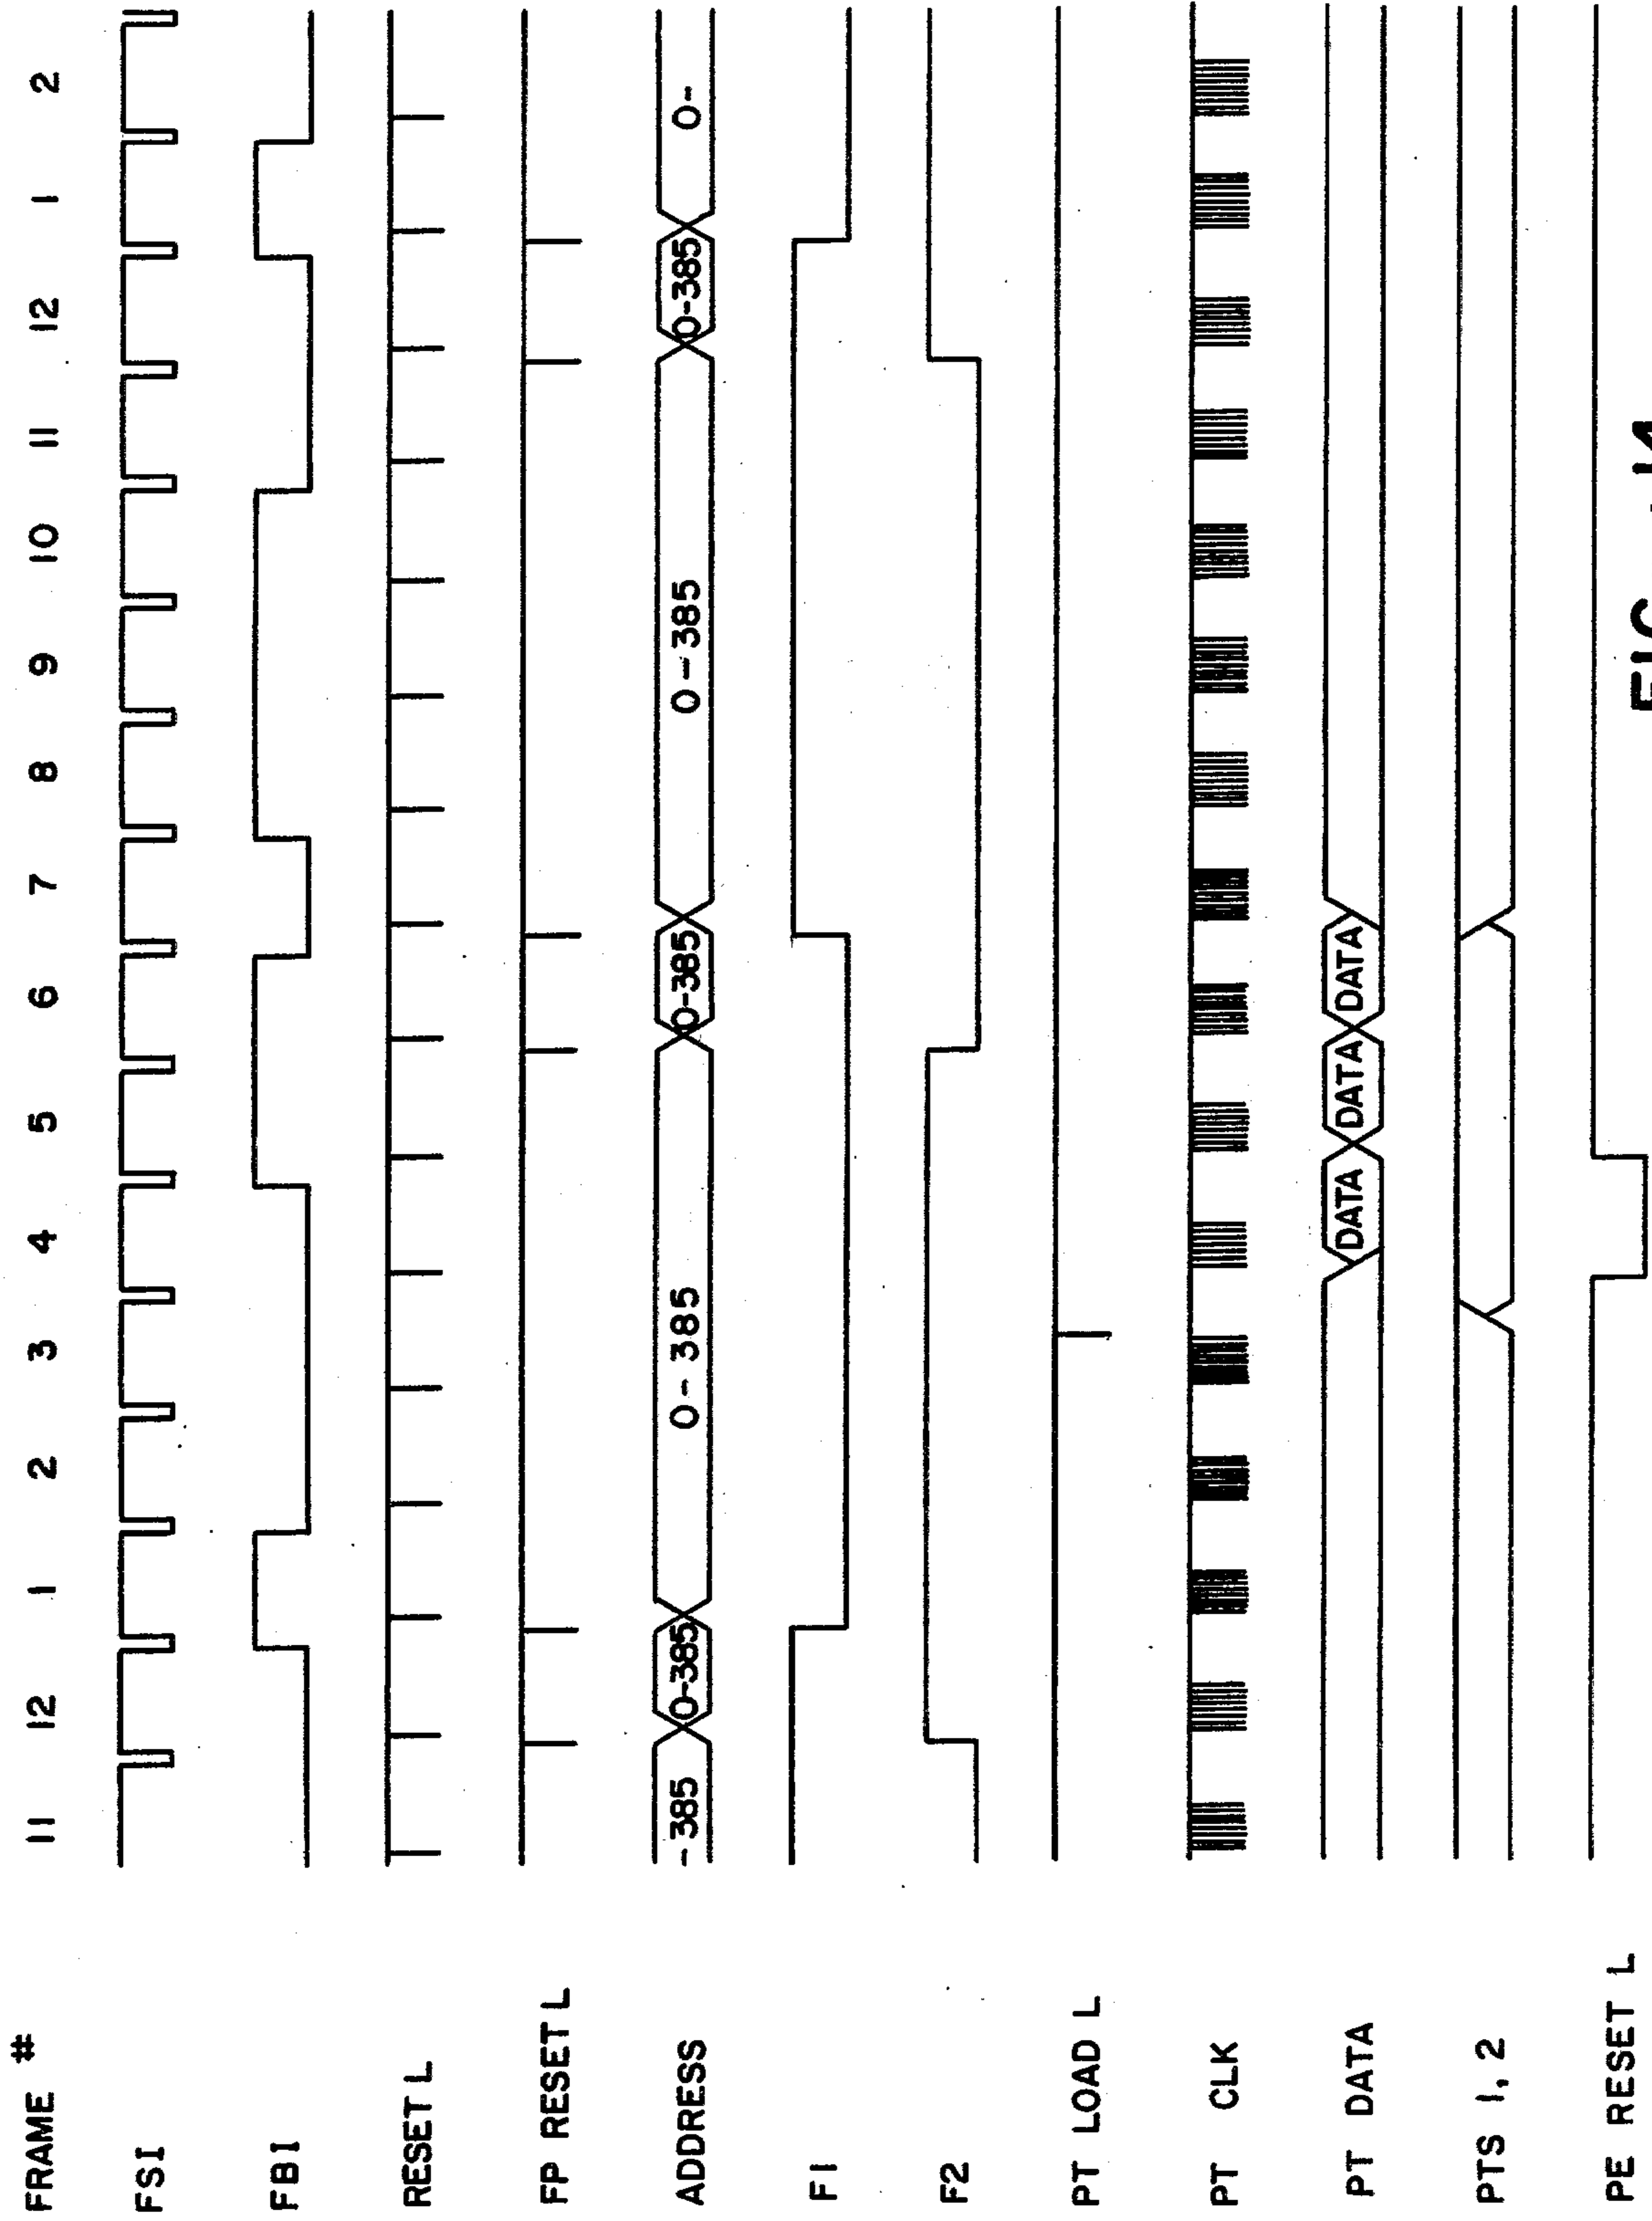 FRAME # 11 12 1 2 3 4 5 6 7 8 9 10 11 12 1 2
FSI
FBI
RESET L
FP RESET L
ADDRESS -385 0-385 0-385 0-385 0-385 0-385 0-
F1
F2
PT LOAD L
PT CLK
PT DATA DATA DATA DATA
PTS 1, 2
PE RESET L